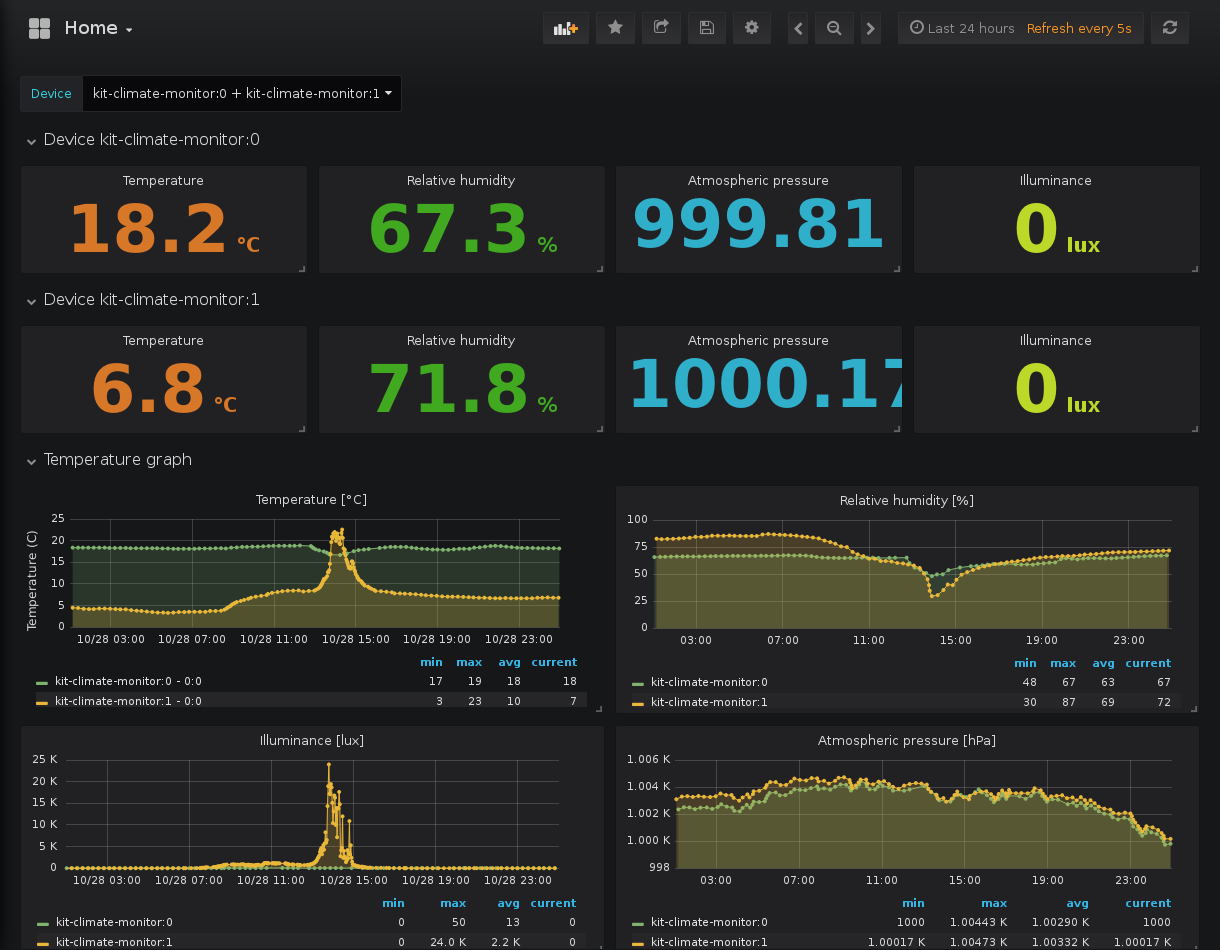 Home
Last 24 hours Refresh every 5s
Device kit-climate-monitor:0 + kit-climate-monitor:1
Device kit-climate-monitor:0
Temperature Relative humidity Atmospheric pressure Illuminance
18.2 °C 67.3 % 999.81 0 lux
Device kit-climate-monitor:1
Temperature Relative humidity Atmospheric pressure Illuminance
6.8 °C 71.8 % 1000.17 0 lux
Temperature graph
Temperature [°C]
Temperature (C)
25
20
15
10
5
0
10/28 03:00 10/28 07:00 10/28 11:00 10/28 15:00 10/28 19:00 10/28 23:00
min max avg current
kit-climate-monitor:0 - 0:0 17 19 18 18
kit-climate-monitor:1 - 0:0 3 23 10 7
Relative humidity [%]
100
75
50
25
0
03:00 07:00 11:00 15:00 19:00 23:00
min max avg current
kit-climate-monitor:0 48 67 63 67
kit-climate-monitor:1 30 87 69 72
Illuminance [lux]
25 K
20 K
15 K
10 K
5 K
0
10/28 03:00 10/28 07:00 10/28 11:00 10/28 15:00 10/28 19:00 10/28 23:00
min max avg current
kit-climate-monitor:0 0 50 13 0
kit-climate-monitor:1 0 24.0 K 2.2 K 0
Atmospheric pressure [hPa]
1.006 K
1.004 K
1.002 K
1.000 K
998
03:00 07:00 11:00 15:00 19:00 23:00
min max avg current
kit-climate-monitor:0 1000 1.00443 K 1.00290 K 1000
kit-climate-monitor:1 1.00017 K 1.00473 K 1.00332 K 1.00017 K